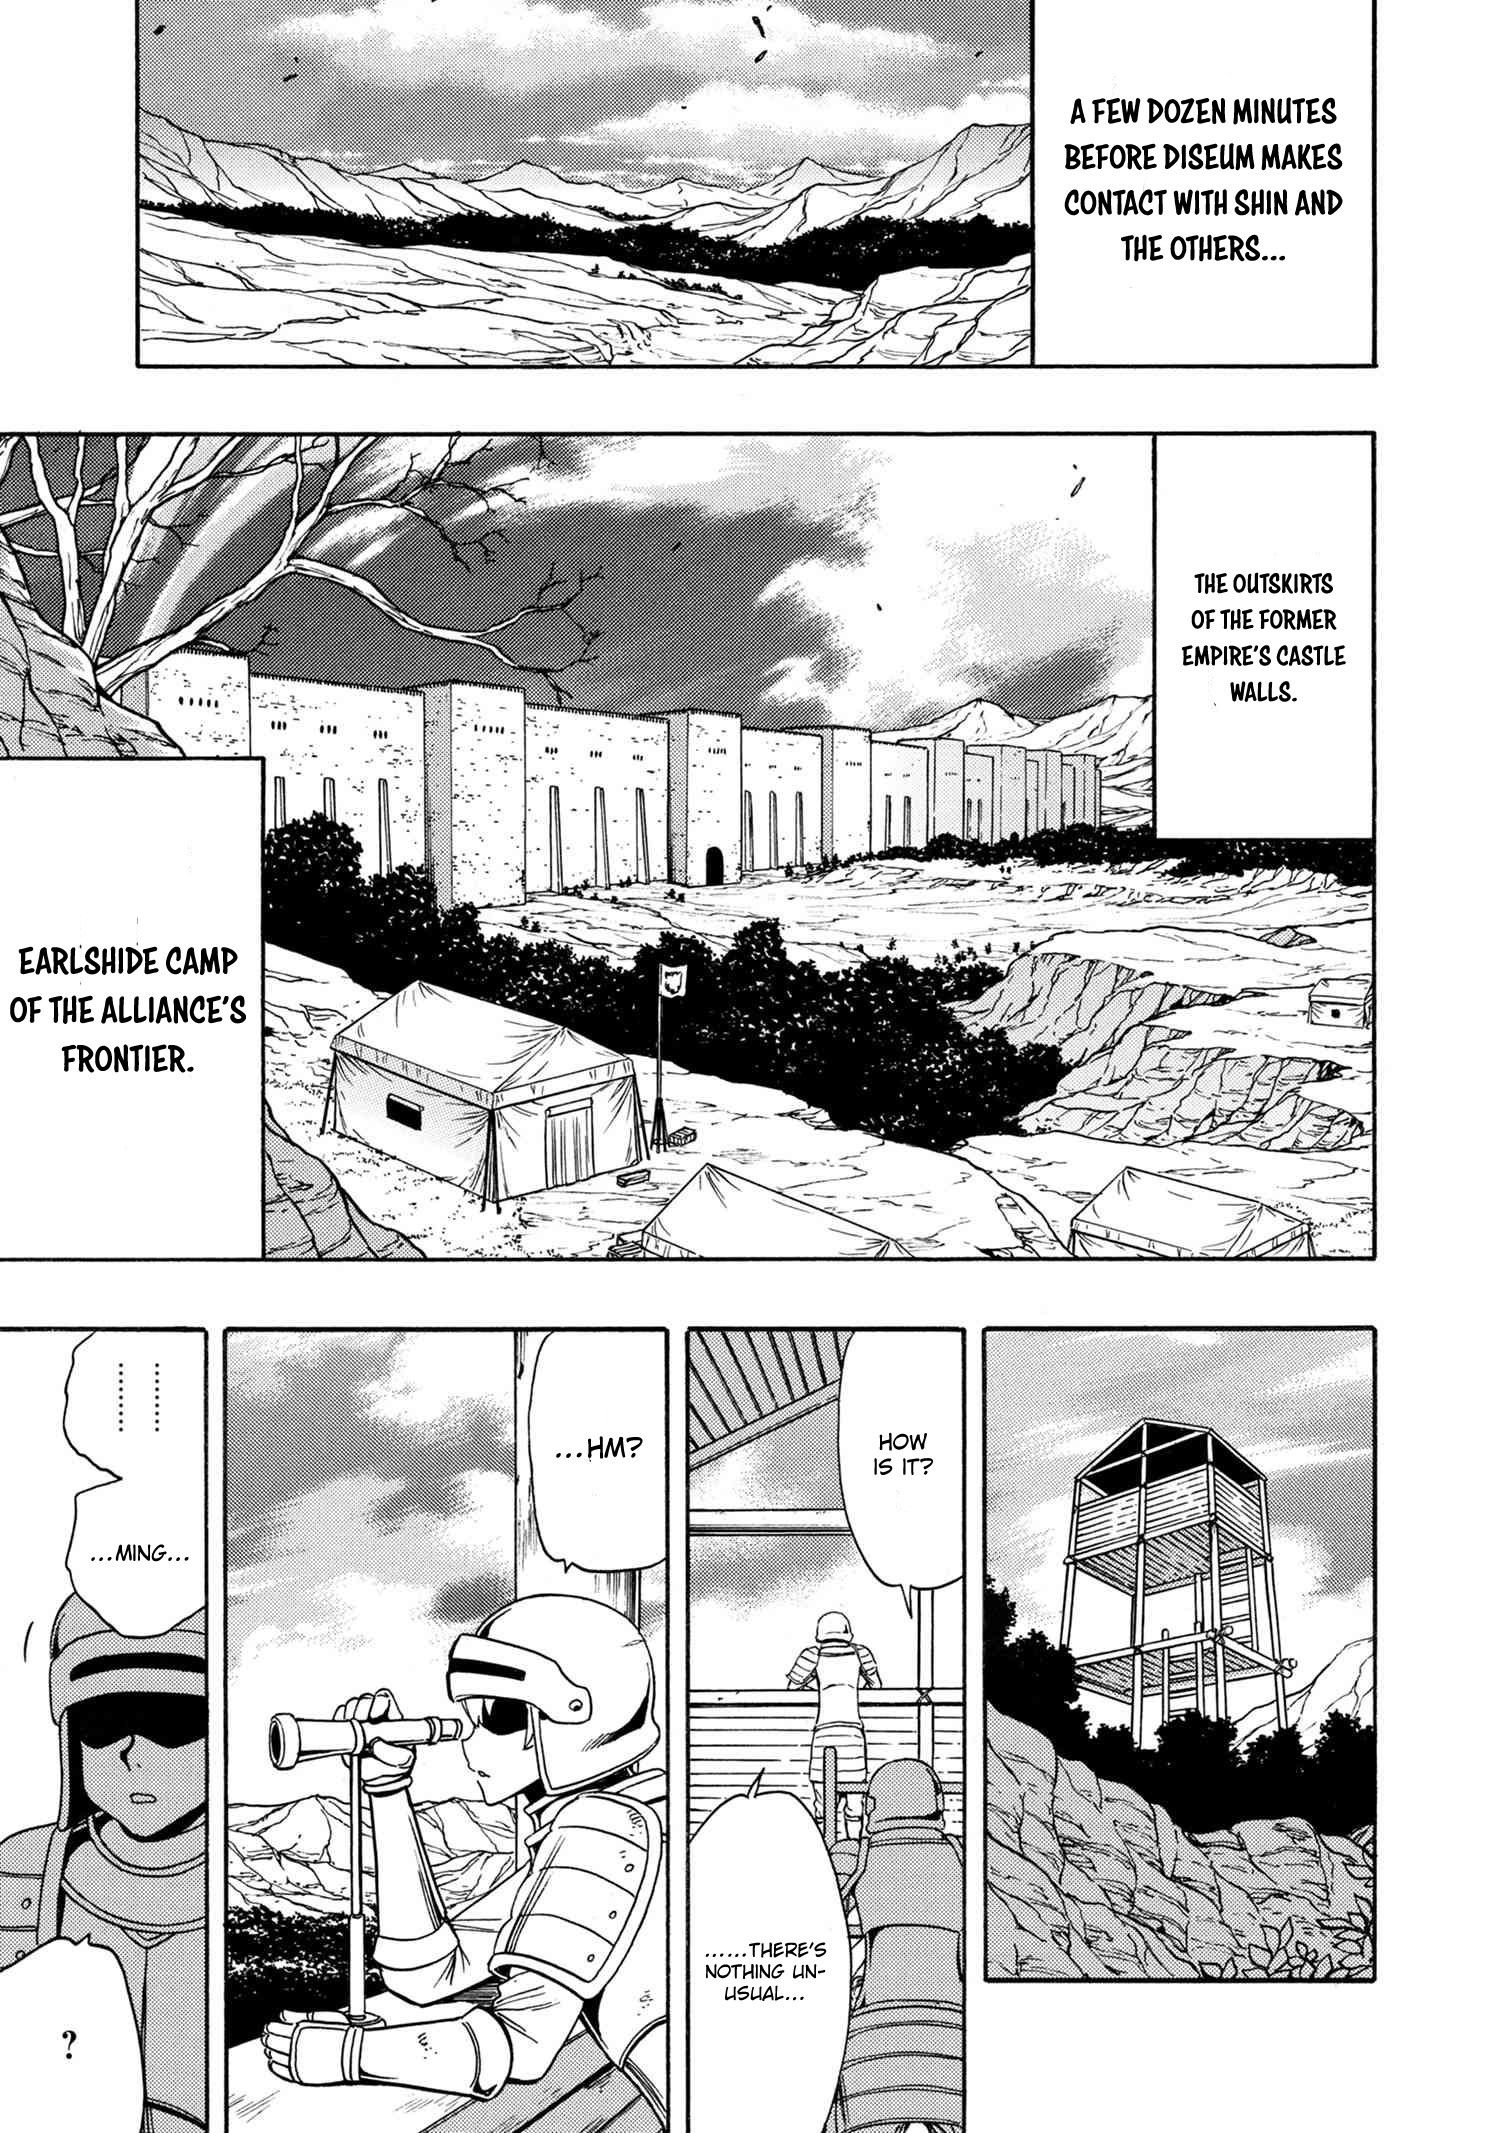 A FEW DOZEN MINUTES
BEFORE DISEUM MAKES
CONTACT WITH SHIN AND
THE OTHERS...
THE OUTSKIRTS
OF THE FORMER
EMPIRE'S CASTLE
WALLS.
EARLSHIDE CAMP
OF THE ALLIANCE'S
FRONTIER.
HOW
IS IT?
......THERE'S
NOTHING UN-
USUAL...
...HM?
......
......
...MING...
?